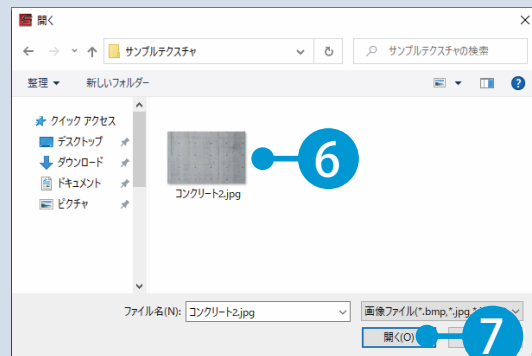 開く
サンプルテクスチャ
サンプルテクスチャの検索
整理
新しいフォルダー
クイック アクセス
デスクトップ
ダウンロード
ドキュメント
ピクチャ
コンクリート2.jpg
6
ファイル名(N):
コンクリート2.jpg
画像ファイル(*.bmp,*.jpg,
開く(O)
7